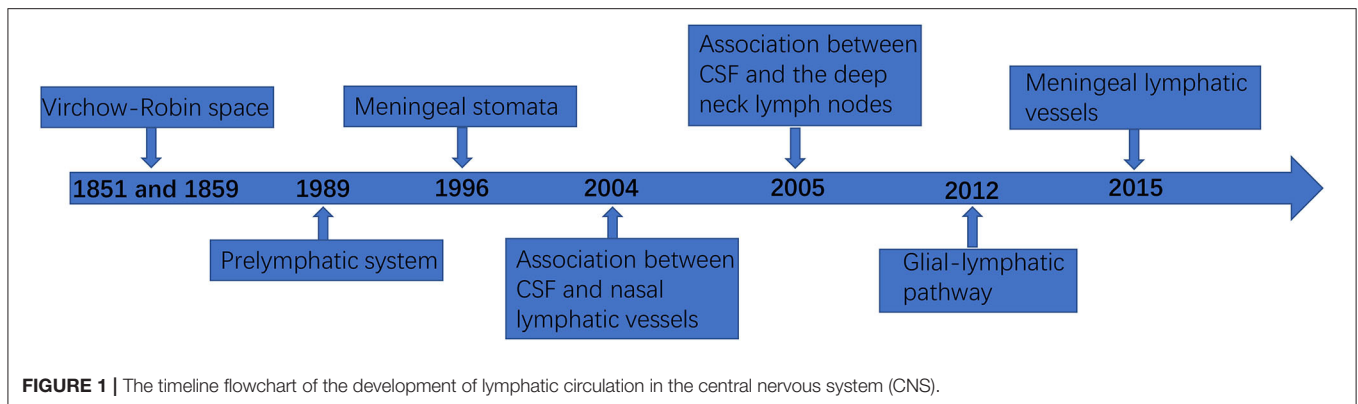 Virchow-Robin space
Meningeal stomata
Association between
CSF and the deep
neck lymph nodes
Meningeal lymphatic
vessels
1851 and 1859
1989
1996
2004
2005
2012
2015
Prelymphatic system
Association between
CSF and nasal
lymphatic vessels
Glial-lymphatic
pathway
FIGURE 1 | The timeline flowchart of the development of lymphatic circulation in the central nervous system (CNS).